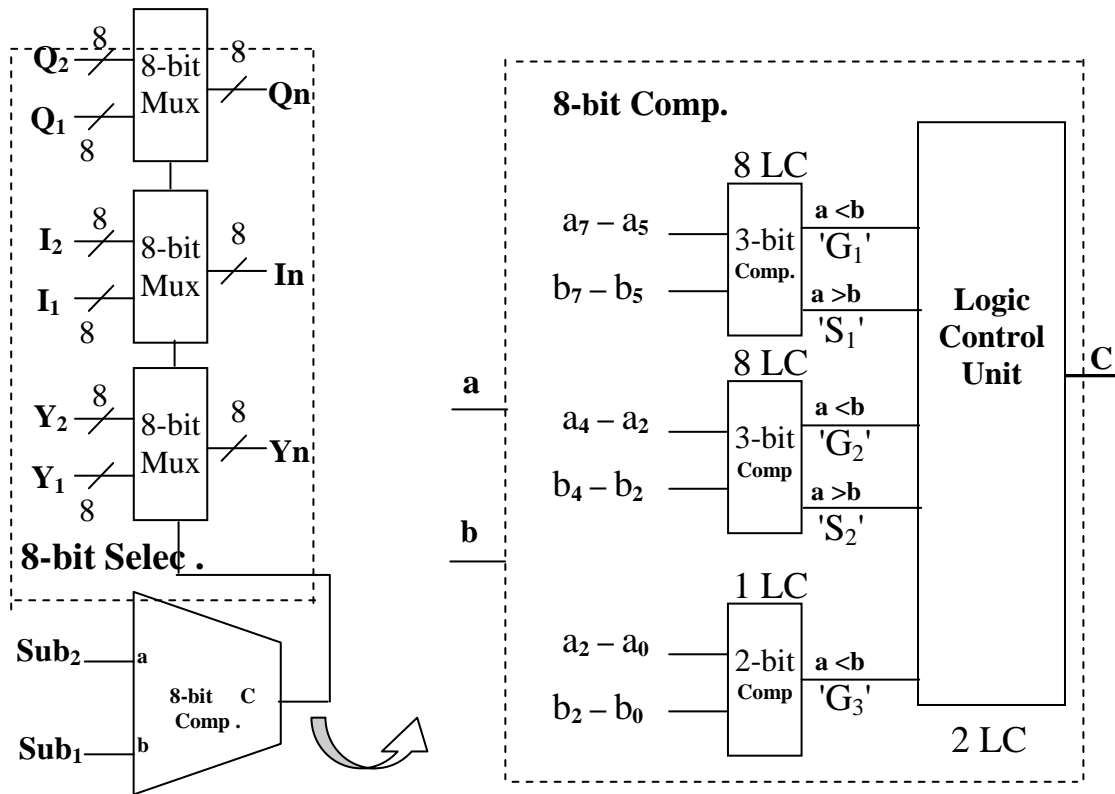 8
Q₂
8-bit
Mux
8
Qn
Q₁
8
8
I₂
8-bit
Mux
8
In
I₁
8
8
Y₂
8-bit
Mux
8
Yn
Y₁
8
8-bit Selec .
Sub₂
a
8-bit C
Comp .
Sub₁
b
a
b
8-bit Comp.
8 LC
a₇ – a₅
b₇ – b₅
3-bit
Comp.
a <b
'G₁'
a >b
'S₁'
8 LC
a₄ – a₂
b₄ – b₂
3-bit
Comp
a <b
'G₂'
a >b
'S₂'
1 LC
a₂ – a₀
b₂ – b₀
2-bit
Comp
a <b
'G₃'
Logic
Control
Unit
C
2 LC